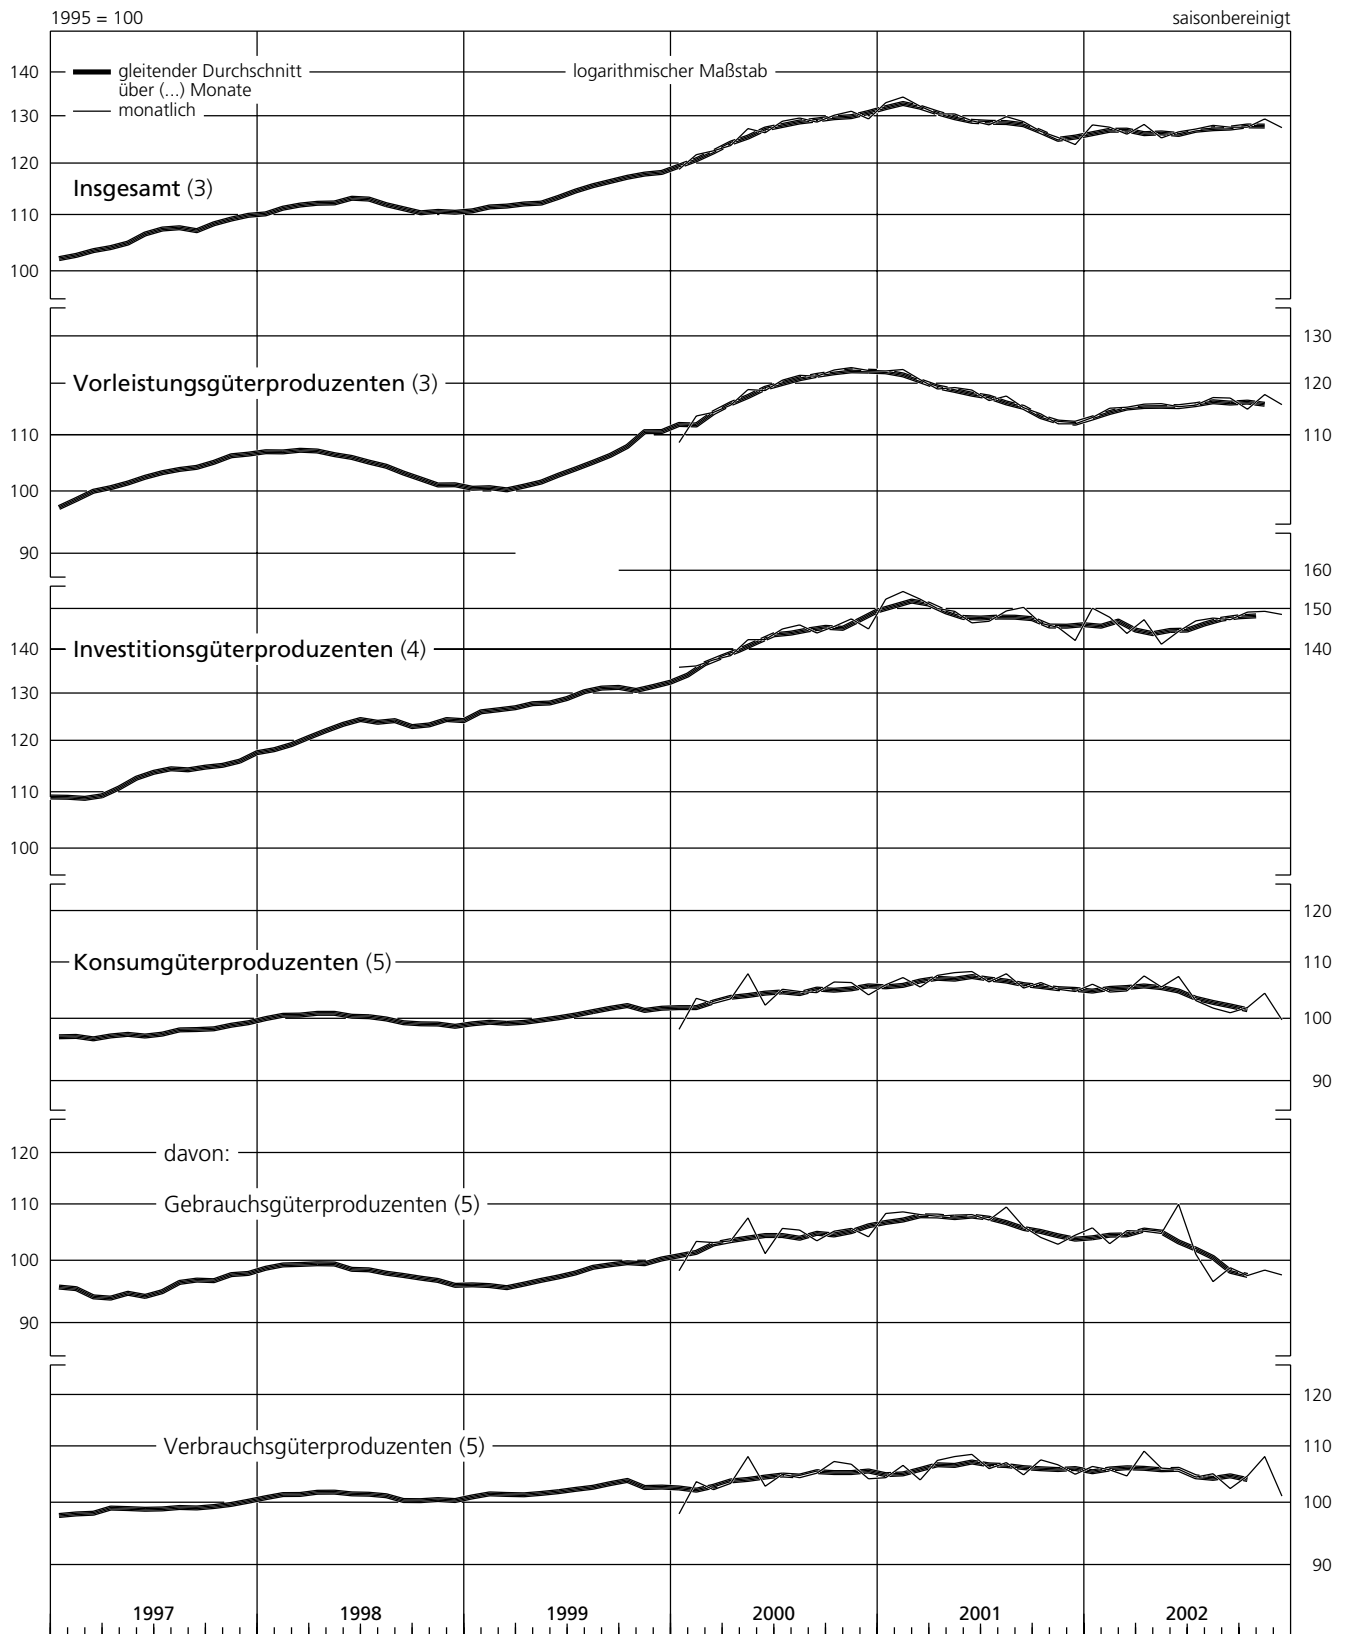 1995 = 100
saisonbereinigt
140
gleitender Durchschnitt
über (...) Monate
monatlich
logarithmischer Maßstab
130
120
Insgesamt (3)
110
100
130
Vorleistungsgüterproduzenten (3)
120
110
110
100
90
160
150
Investitionsgüterproduzenten (4)
140
140
130
120
110
100
120
Konsumgüterproduzenten (5)
110
100
90
120
davon:
110
Gebrauchsgüterproduzenten (5)
100
90
120
Verbrauchsgüterproduzenten (5)
110
100
90
1997
1998
1999
2000
2001
2002